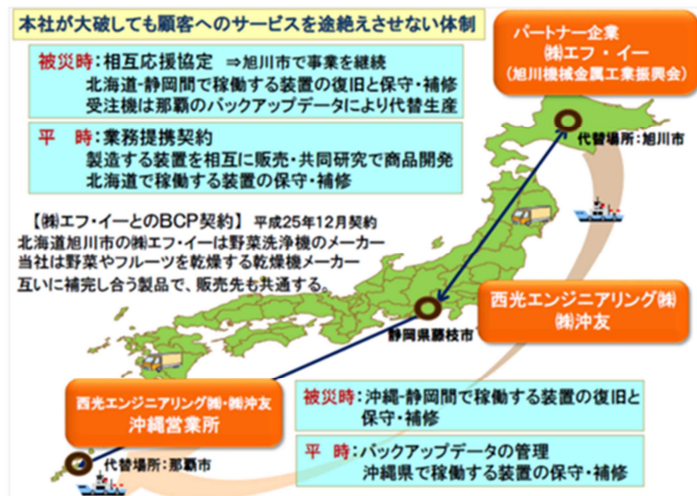 本社が大破しても顧客へのサービスを途絶えさせない体制
被災時：相互応援協定 ⇒旭川市で事業を継続
北海道-静岡間で稼働する装置の復旧と保守・補修
受注機は那覇のバックアップデータにより代替生産
平　時：業務提携契約
製造する装置を相互に販売・共同研究で商品開発
北海道で稼働する装置の保守・補修
パートナー企業
㈱エフ・イー
(旭川機械金属工業振興会)
代替場所：旭川市
【㈱エフ・イーとのBCP契約】 平成25年12月契約
北海道旭川市の㈱エフ・イーは野菜洗浄機のメーカー
当社は野菜やフルーツを乾燥する乾燥機メーカー
互いに補完し合う製品で、販売先も共通する。
西光エンジニアリング㈱
㈱沖友
静岡県藤枝市
西光エンジニアリング㈱・㈱沖友
沖縄営業所
代替場所：那覇市
被災時：沖縄-静岡間で稼働する装置の復旧と
保守・補修
平　時：バックアップデータの管理
沖縄県で稼働する装置の保守・補修